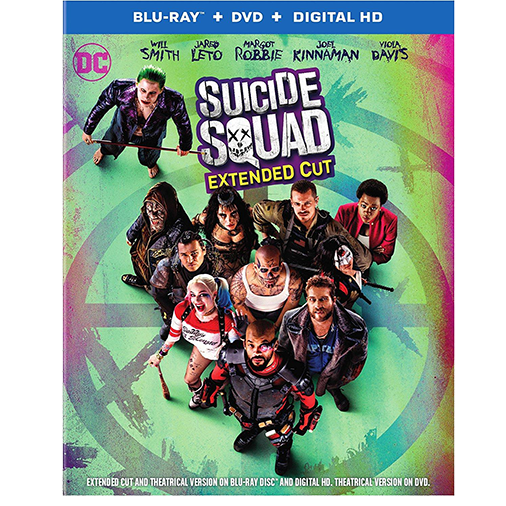 BLU-RAY™ + DVD + DIGITAL HD
WILL SMITH JARED LETO MARGOT ROBBIE JOEL KINNAMAN VIOLA DAVIS
DC
SUICIDE
SQUAD
EXTENDED CUT
EXTENDED CUT AND THEATRICAL VERSION ON BLU-RAY DISC™ AND DIGITAL HD. THEATRICAL VERSION ON DVD.